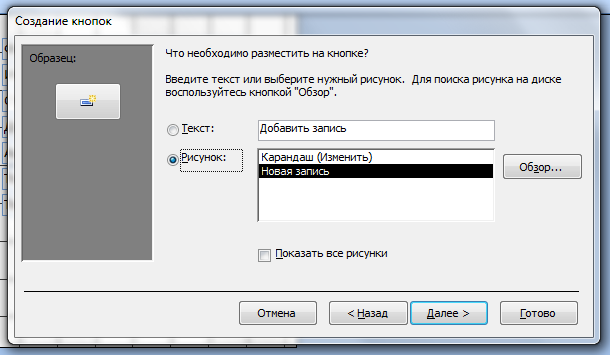 Создание кнопок
Образец:
Что необходимо разместить на кнопке?
Введите текст или выберите нужный рисунок. Для поиска рисунка на диске
воспользуйтесь кнопкой "Обзор".
Текст:
Добавить запись
Рисунок:
Карандаш (Изменить)
Новая запись
Обзор...
Показать все рисунки
Отмена
< Назад
Далее >
Готово